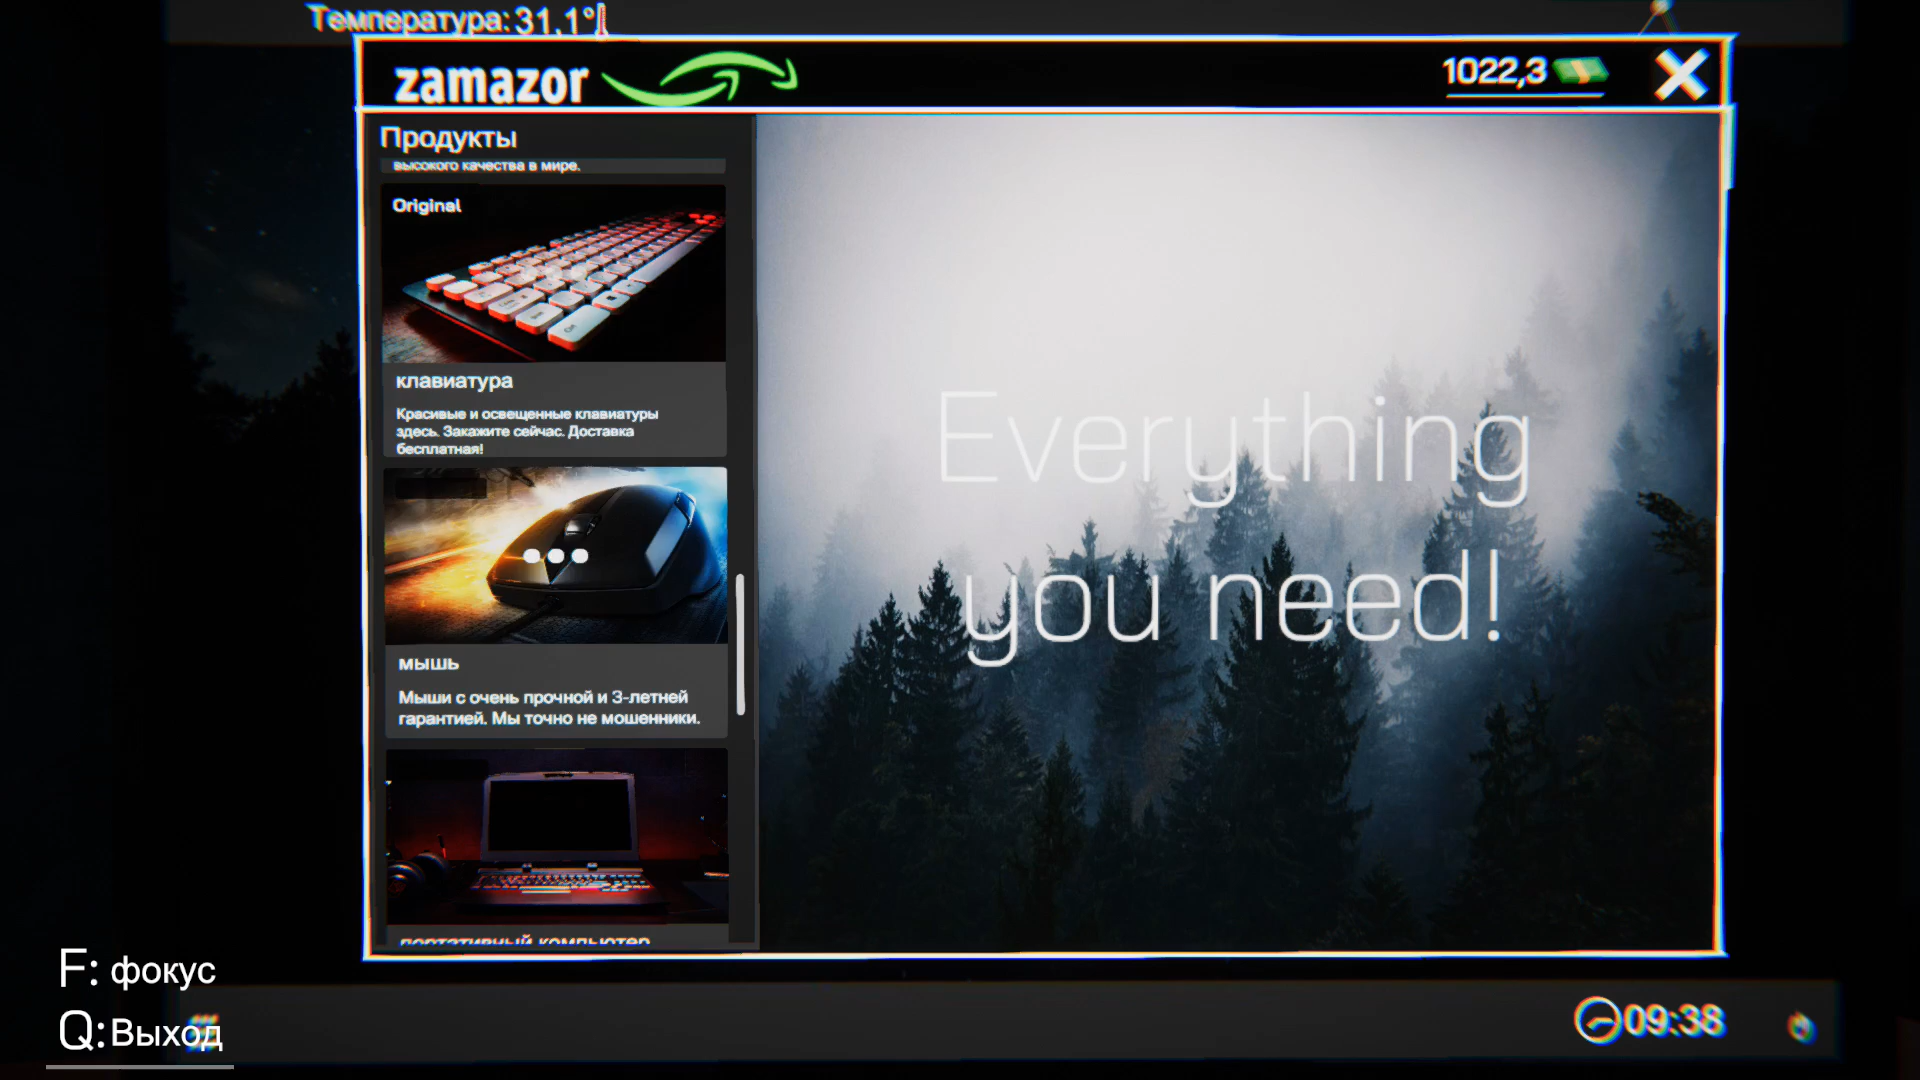 Температура: 31,1°
zamazor
1022,3
Продукты
высокого качества в мире.
Original
клавиатура
Красивые и освещенные клавиатуры
здесь. Закажите сейчас. Доставка
бесплатная!
мышь
Мыши с очень прочной и 3-летней
гарантией. Мы точно не мошенники.
портативный компьютер
Everything
you need!
F: фокус
Q: Выход
09:38